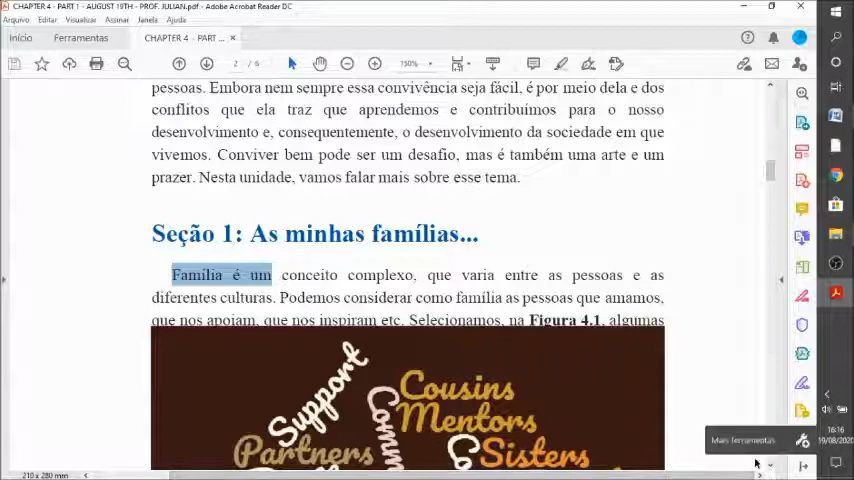 CHAPTER 4 - PART 1 - AUGUST 19TH - PROF. JULIAN.pdf - Adobe Acrobat Reader DC
Arquivo Editar Visualizar Assinar Janela Ajuda
Início Ferramentas CHAPTER 4 - PART ... ×
2 / 6 150%
pessoas. Embora nem sempre essa convivência seja fácil, é por meio dela e dos
conflitos que ela traz que aprendemos e contribuímos para o nosso
desenvolvimento e, consequentemente, o desenvolvimento da sociedade em que
vivemos. Conviver bem pode ser um desafio, mas é também uma arte e um
prazer. Nesta unidade, vamos falar mais sobre esse tema.
Seção 1: As minhas famílias...
Família é um conceito complexo, que varia entre as pessoas e as
diferentes culturas. Podemos considerar como família as pessoas que amamos,
que nos apoiam, que nos inspiram etc. Selecionamos, na Figura 4.1, algumas
Support
Cousins
Mentors
Partners
Sisters
Mais ferramentas
16:16
19/08/2020
210 x 280 mm